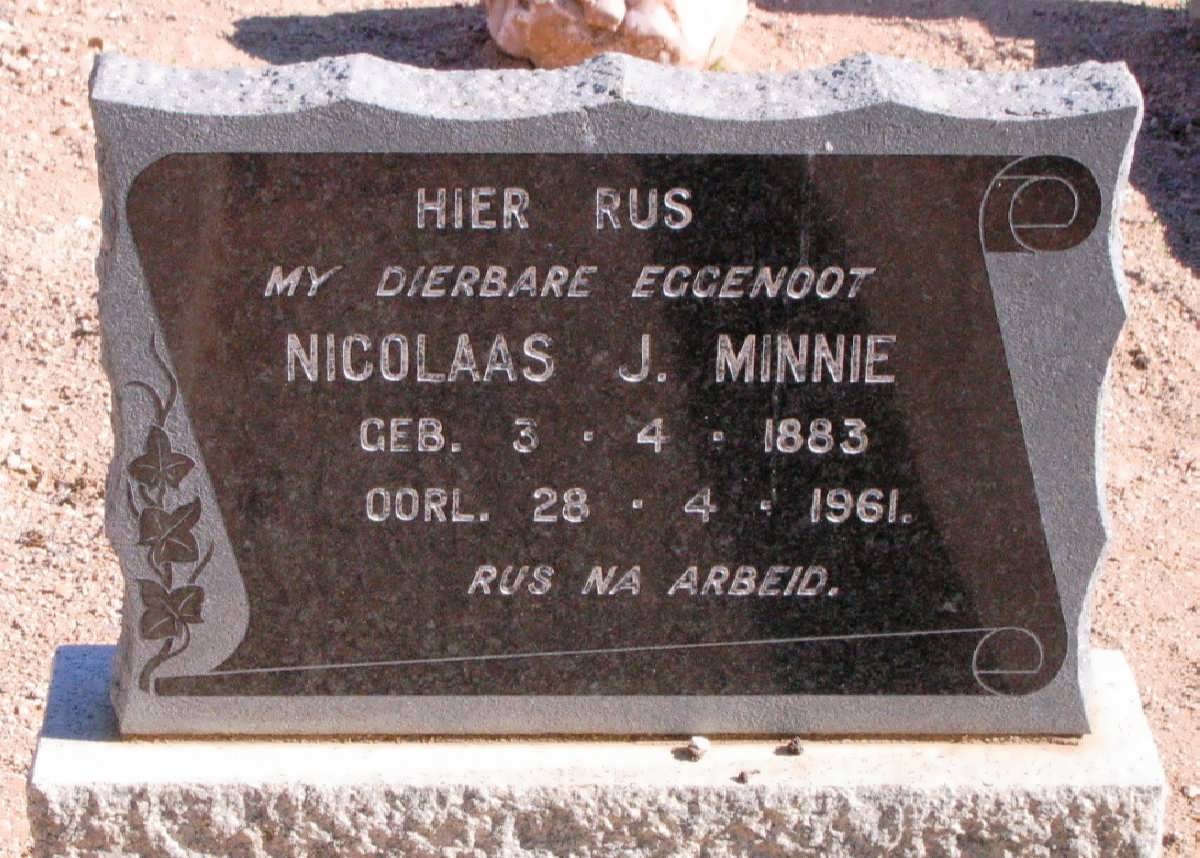 HIER RUS
MY DIERBARE EGGENOOT
NICOLAAS J. MINNIE
GEB. 3 · 4 · 1883
OORL. 28 · 4 · 1961.
RUS NA ARBEID.